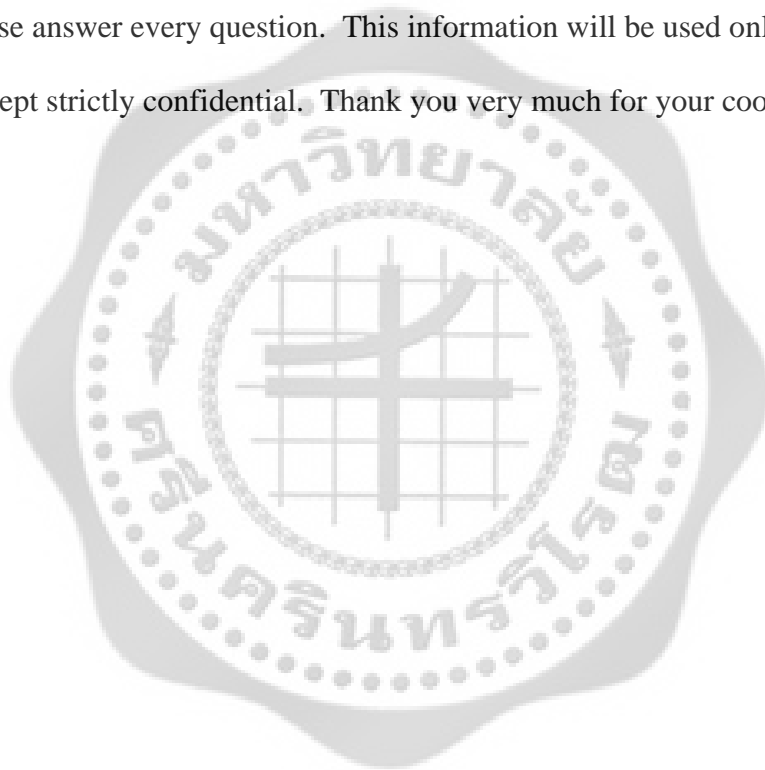 se answer every question. This information will be used onl
ept strictly confidential. Thank you very much for your coo
มหาวิทยาลัย
ศรีนครินทรวิโรฒ